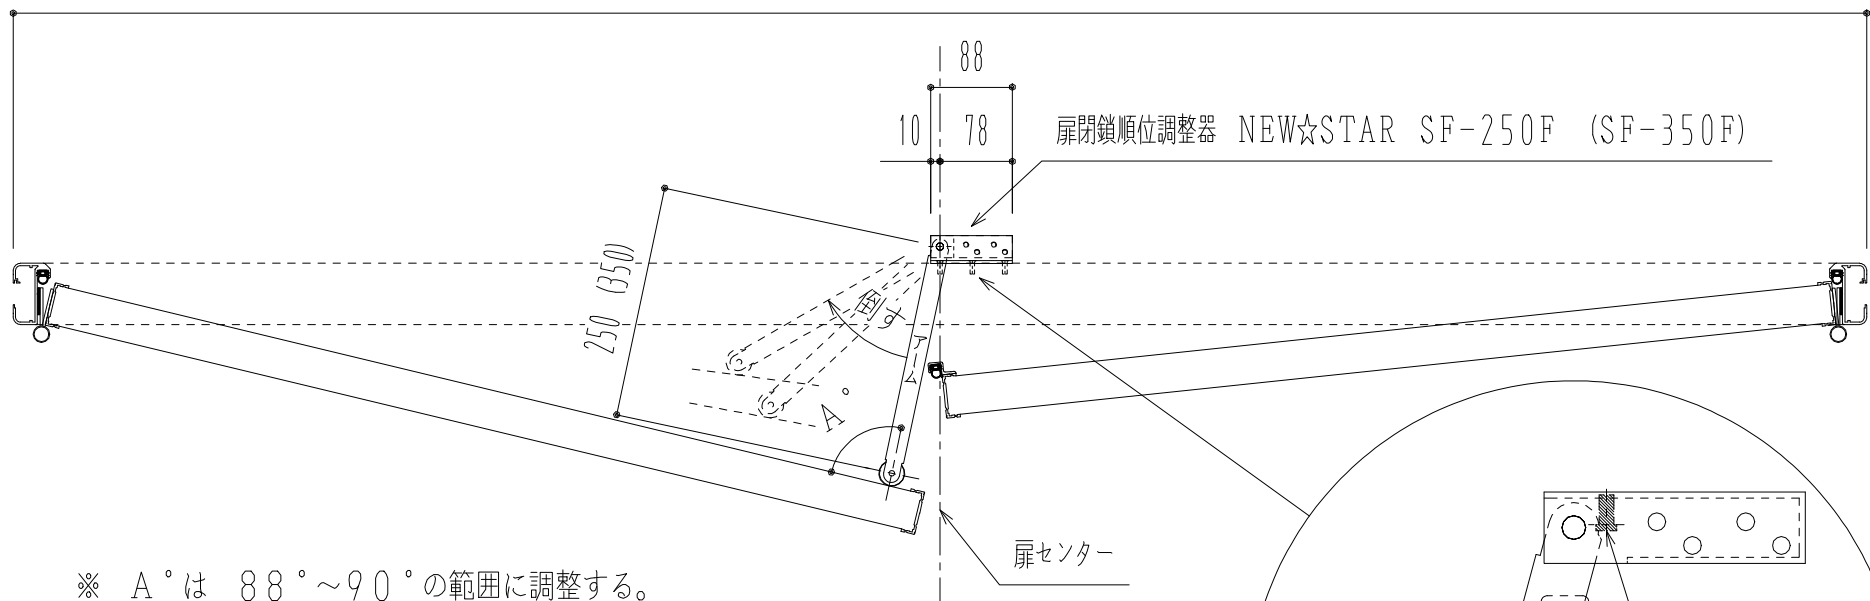 88
10
78
扉閉鎖順位調整器 NEW☆STAR SF-250F (SF-350F)
250 (350)
倒す
アーム
A°
扉センター
※ A°は 88°~90°の範囲に調整する。